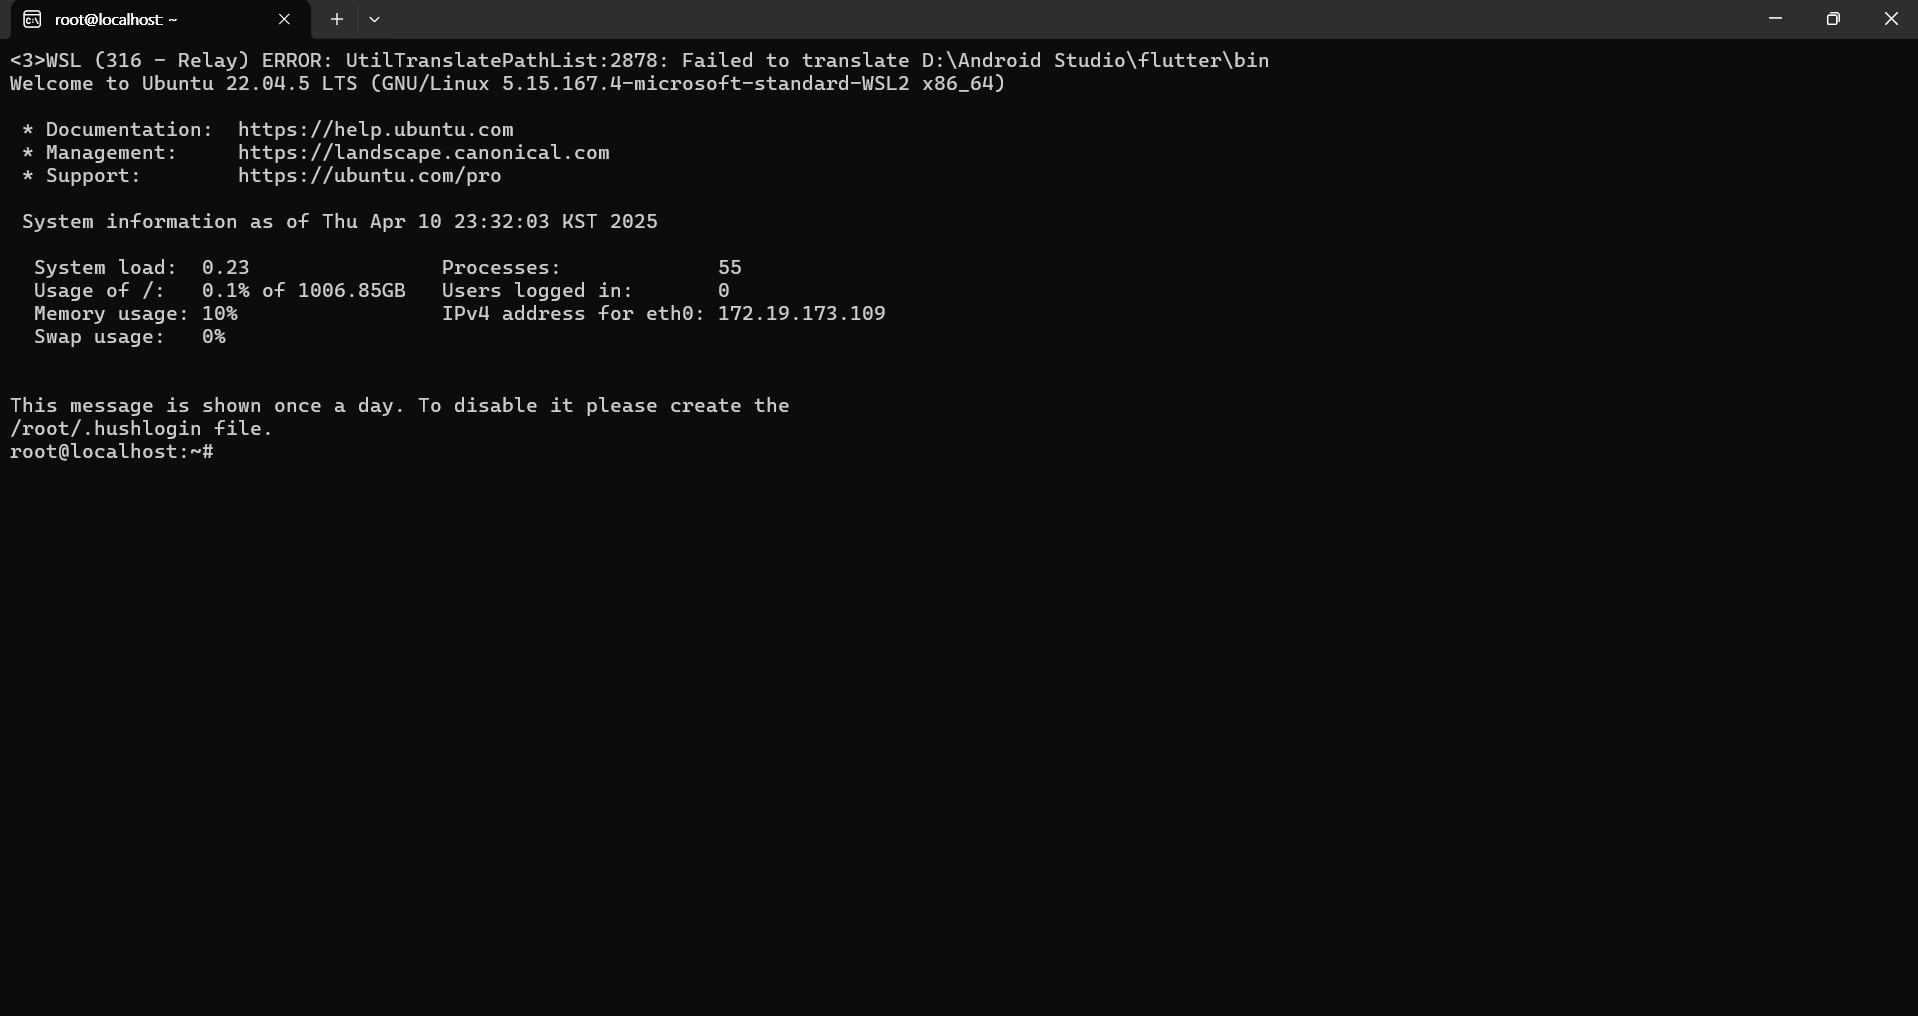 root@localhost: ~
<3>WSL (316 - Relay) ERROR: UtilTranslatePathList:2878: Failed to translate D:\Android Studio\flutter\bin
Welcome to Ubuntu 22.04.5 LTS (GNU/Linux 5.15.167.4-microsoft-standard-WSL2 x86_64)
* Documentation:  https://help.ubuntu.com
* Management:     https://landscape.canonical.com
* Support:        https://ubuntu.com/pro
System information as of Thu Apr 10 23:32:03 KST 2025
System load:  0.23                Processes:             55
Usage of /:   0.1% of 1006.85GB   Users logged in:       0
Memory usage: 10%                 IPv4 address for eth0: 172.19.173.109
Swap usage:   0%
This message is shown once a day. To disable it please create the
/root/.hushlogin file.
root@localhost:~#